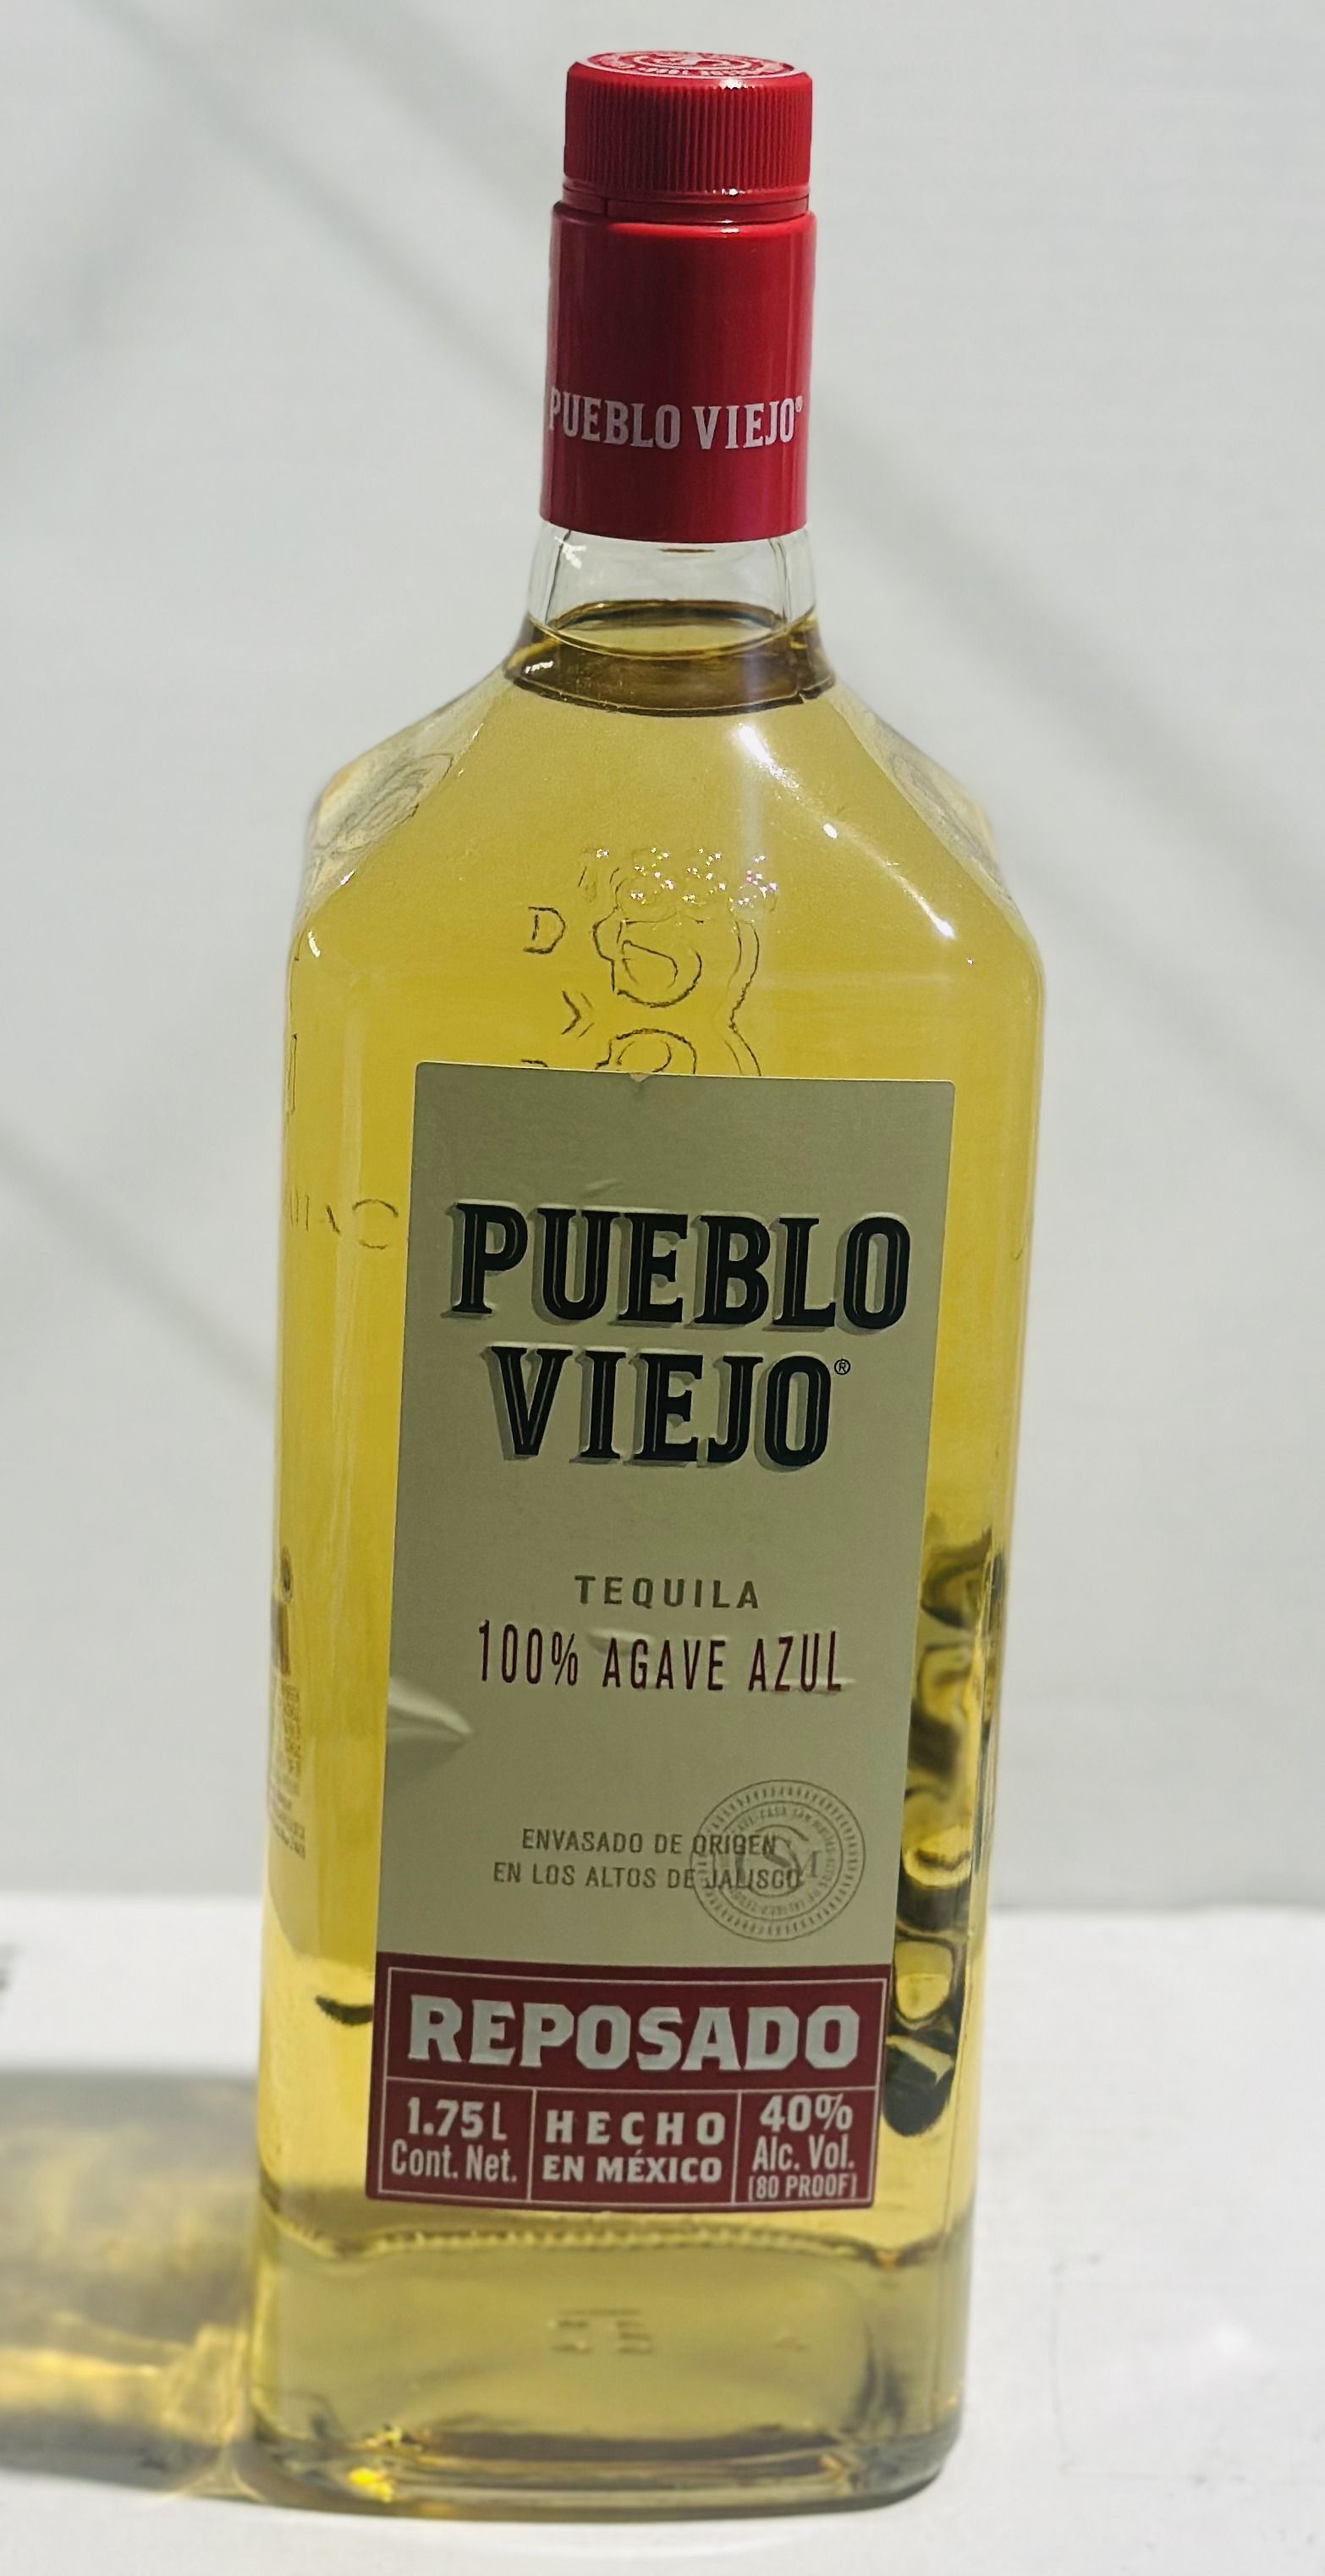 PUEBLO VIEJO®
PUEBLO
VIEJO®
TEQUILA
100% AGAVE AZUL
ENVASADO DE ORIGEN
EN LOS ALTOS DE JALISCO
CSM
REPOSADO
1.75 L
Cont. Net.
HECHO
EN MÉXICO
40%
Alc. Vol.
[80 PROOF]